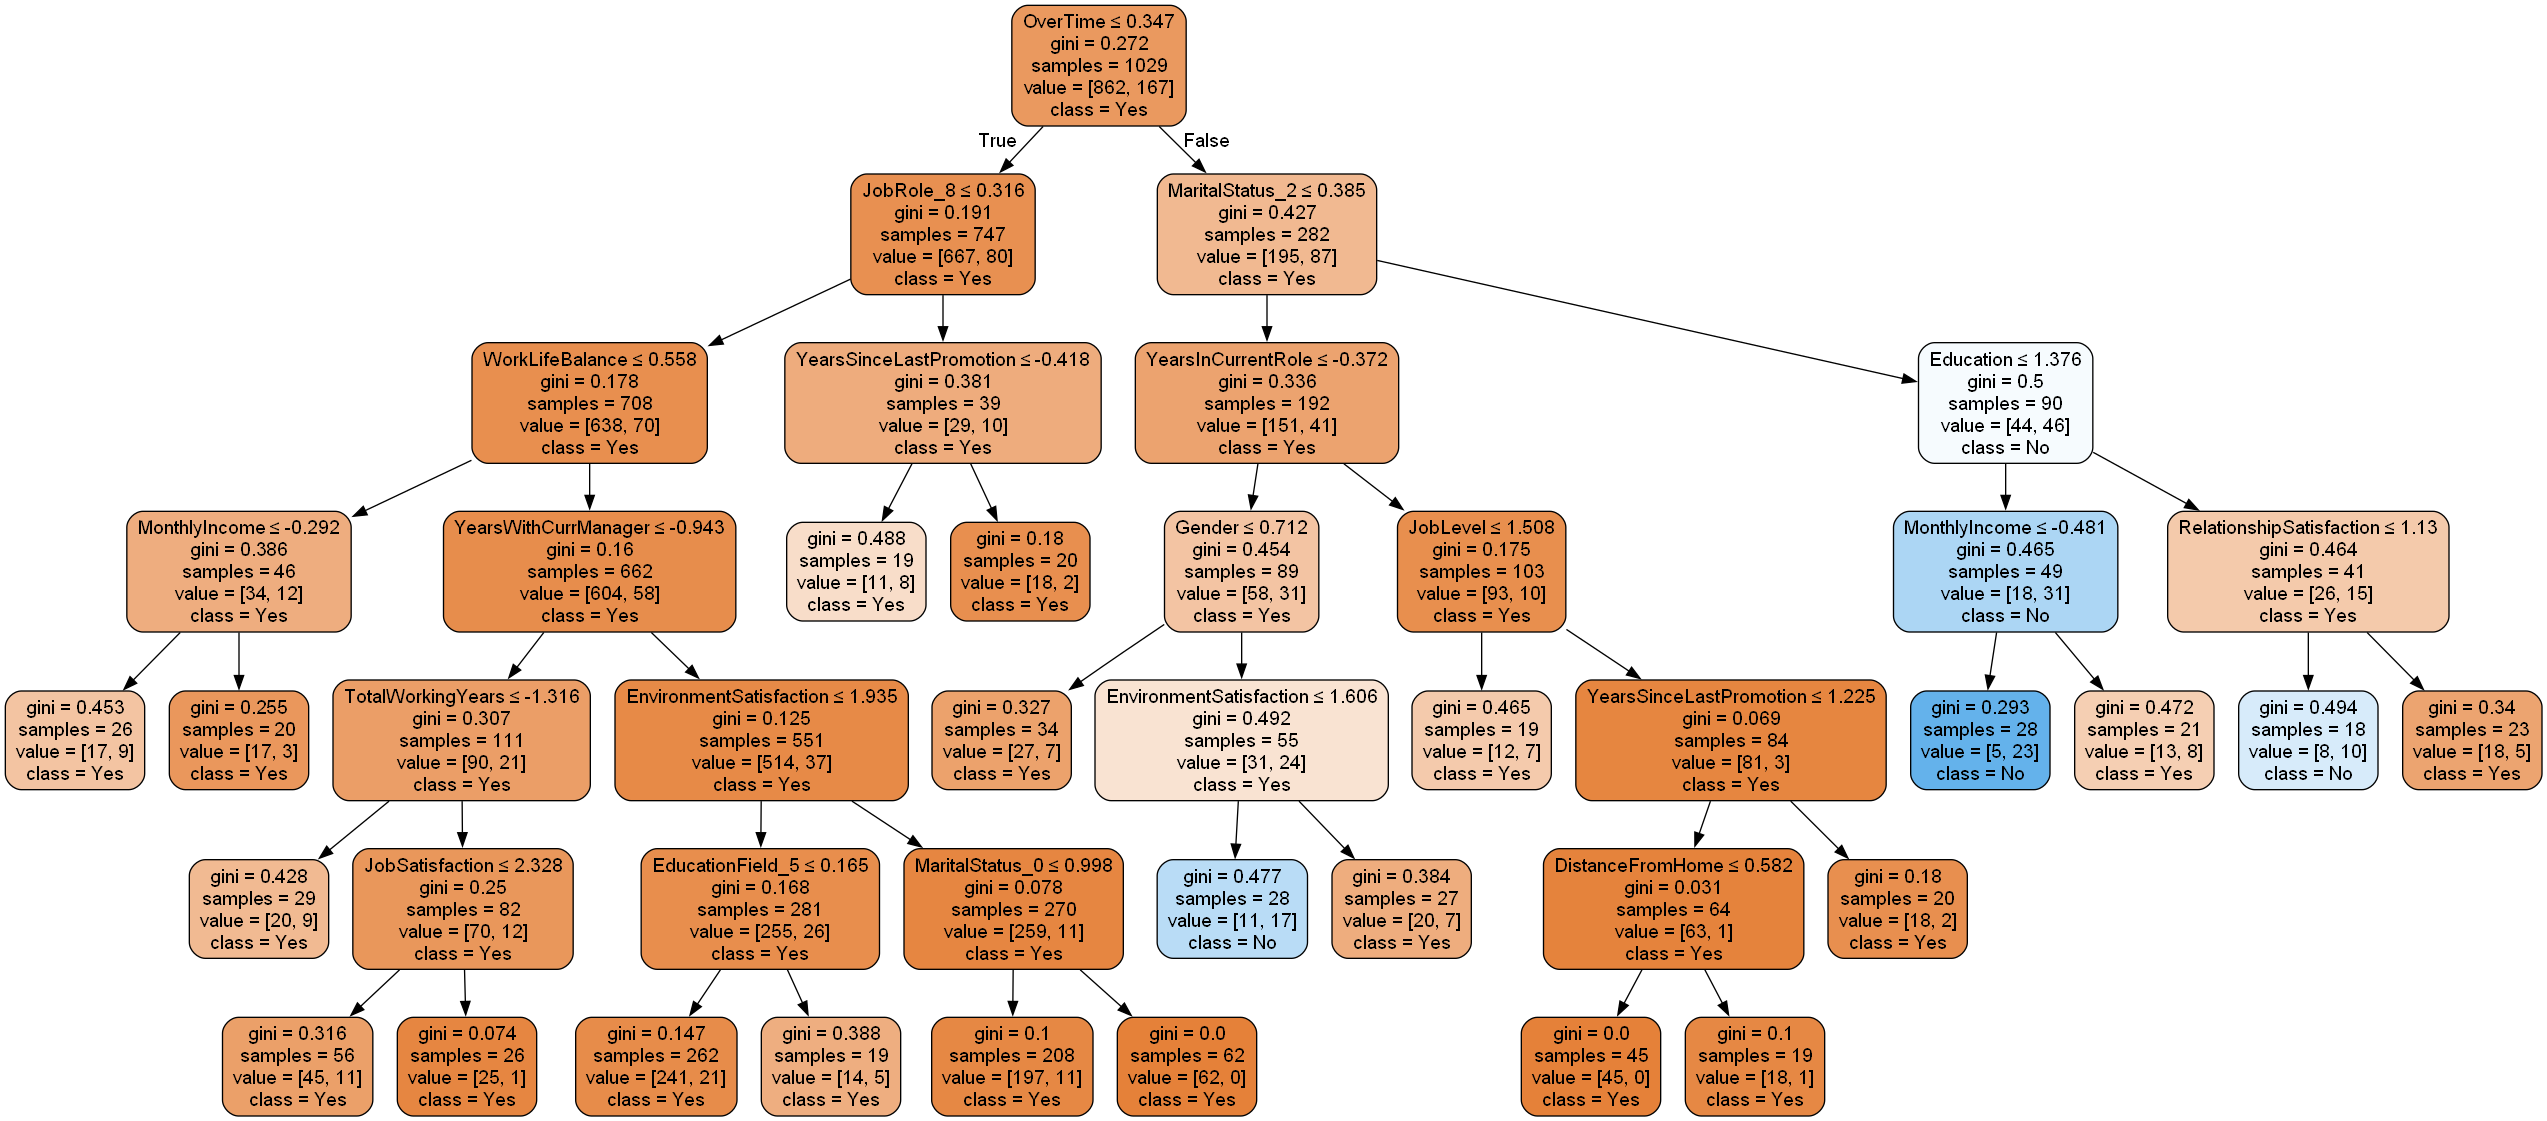 OverTime ≤ 0.347
gini = 0.272
samples = 1029
value = [862, 167]
class = Yes
True
False
JobRole_8 ≤ 0.316
gini = 0.191
samples = 747
value = [667, 80]
class = Yes
MaritalStatus_2 ≤ 0.385
gini = 0.427
samples = 282
value = [195, 87]
class = Yes
WorkLifeBalance ≤ 0.558
gini = 0.178
samples = 708
value = [638, 70]
class = Yes
YearsSinceLastPromotion ≤ -0.418
gini = 0.381
samples = 39
value = [29, 10]
class = Yes
YearsInCurrentRole ≤ -0.372
gini = 0.336
samples = 192
value = [151, 41]
class = Yes
Education ≤ 1.376
gini = 0.5
samples = 90
value = [44, 46]
class = No
MonthlyIncome ≤ -0.292
gini = 0.386
samples = 46
value = [34, 12]
class = Yes
YearsWithCurrManager ≤ -0.943
gini = 0.16
samples = 662
value = [604, 58]
class = Yes
gini = 0.488
samples = 19
value = [11, 8]
class = Yes
gini = 0.18
samples = 20
value = [18, 2]
class = Yes
Gender ≤ 0.712
gini = 0.454
samples = 89
value = [58, 31]
class = Yes
JobLevel ≤ 1.508
gini = 0.175
samples = 103
value = [93, 10]
class = Yes
MonthlyIncome ≤ -0.481
gini = 0.465
samples = 49
value = [18, 31]
class = No
RelationshipSatisfaction ≤ 1.13
gini = 0.464
samples = 41
value = [26, 15]
class = Yes
gini = 0.453
samples = 26
value = [17, 9]
class = Yes
gini = 0.255
samples = 20
value = [17, 3]
class = Yes
TotalWorkingYears ≤ -1.316
gini = 0.307
samples = 111
value = [90, 21]
class = Yes
EnvironmentSatisfaction ≤ 1.935
gini = 0.125
samples = 551
value = [514, 37]
class = Yes
gini = 0.327
samples = 34
value = [27, 7]
class = Yes
EnvironmentSatisfaction ≤ 1.606
gini = 0.492
samples = 55
value = [31, 24]
class = Yes
gini = 0.465
samples = 19
value = [12, 7]
class = Yes
YearsSinceLastPromotion ≤ 1.225
gini = 0.069
samples = 84
value = [81, 3]
class = Yes
gini = 0.293
samples = 28
value = [5, 23]
class = No
gini = 0.472
samples = 21
value = [13, 8]
class = Yes
gini = 0.494
samples = 18
value = [8, 10]
class = No
gini = 0.34
samples = 23
value = [18, 5]
class = Yes
gini = 0.428
samples = 29
value = [20, 9]
class = Yes
JobSatisfaction ≤ 2.328
gini = 0.25
samples = 82
value = [70, 12]
class = Yes
EducationField_5 ≤ 0.165
gini = 0.168
samples = 281
value = [255, 26]
class = Yes
MaritalStatus_0 ≤ 0.998
gini = 0.078
samples = 270
value = [259, 11]
class = Yes
gini = 0.477
samples = 28
value = [11, 17]
class = No
gini = 0.384
samples = 27
value = [20, 7]
class = Yes
DistanceFromHome ≤ 0.582
gini = 0.031
samples = 64
value = [63, 1]
class = Yes
gini = 0.18
samples = 20
value = [18, 2]
class = Yes
gini = 0.316
samples = 56
value = [45, 11]
class = Yes
gini = 0.074
samples = 26
value = [25, 1]
class = Yes
gini = 0.147
samples = 262
value = [241, 21]
class = Yes
gini = 0.388
samples = 19
value = [14, 5]
class = Yes
gini = 0.1
samples = 208
value = [197, 11]
class = Yes
gini = 0.0
samples = 62
value = [62, 0]
class = Yes
gini = 0.0
samples = 45
value = [45, 0]
class = Yes
gini = 0.1
samples = 19
value = [18, 1]
class = Yes